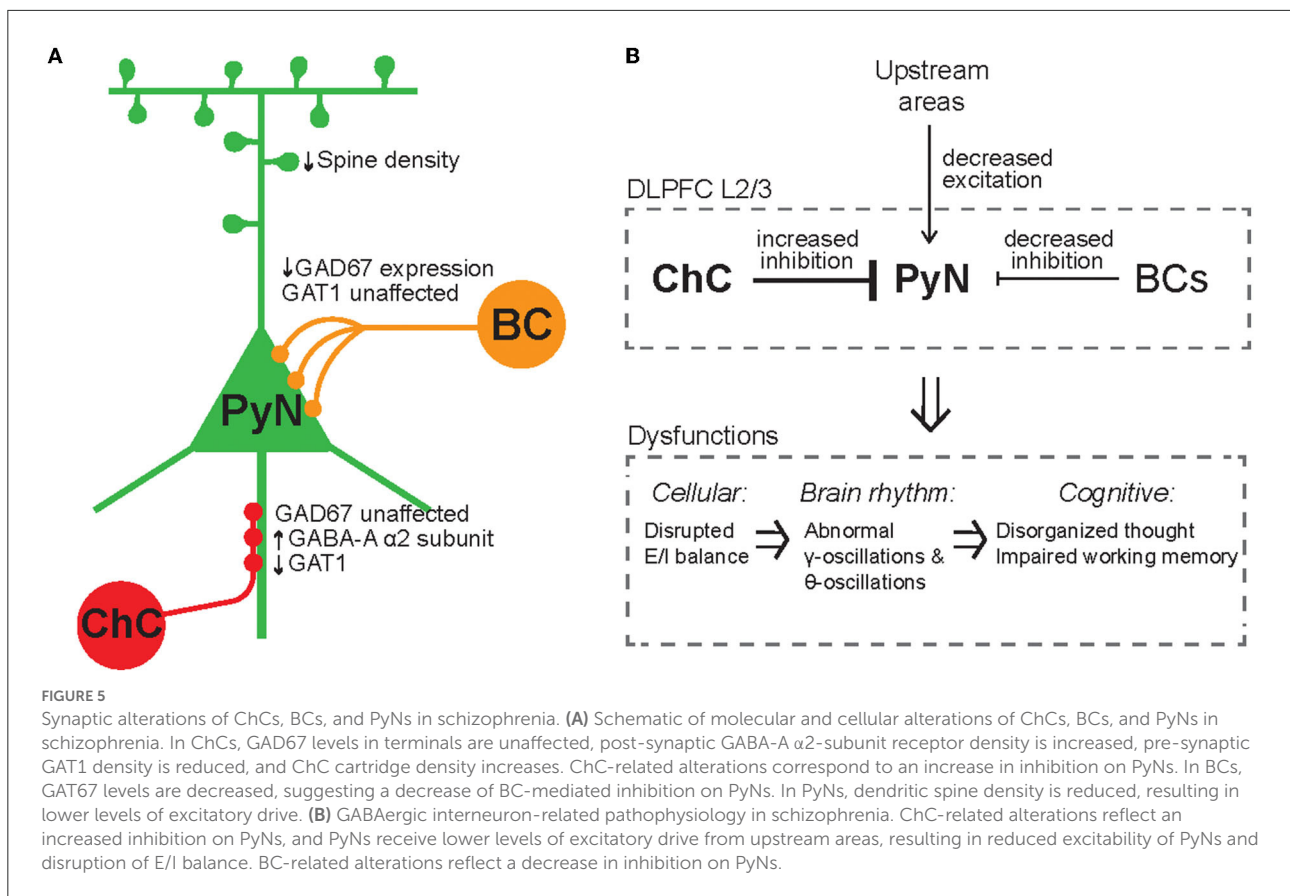 A
↓Spine density
↓GAD67 expression
GAT1 unaffected
BC
PyN
GAD67 unaffected
↑GABA-A α2 subunit
↓GAT1
ChC
B
Upstream
areas
decreased
excitation
DLPFC L2/3
increased
inhibition
decreased
inhibition
ChC
PyN
BCs
Dysfunctions
Cellular:
Disrupted
E/I balance
Brain rhythm:
Abnormal
γ-oscillations &
θ-oscillations
Cognitive:
Disorganized thought
Impaired working memory
FIGURE 5
Synaptic alterations of ChCs, BCs, and PyNs in schizophrenia. (A) Schematic of molecular and cellular alterations of ChCs, BCs, and PyNs in
schizophrenia. In ChCs, GAD67 levels in terminals are unaffected, post-synaptic GABA-A α2-subunit receptor density is increased, pre-synaptic
GAT1 density is reduced, and ChC cartridge density increases. ChC-related alterations correspond to an increase in inhibition on PyNs. In BCs,
GAT67 levels are decreased, suggesting a decrease of BC-mediated inhibition on PyNs. In PyNs, dendritic spine density is reduced, resulting in
lower levels of excitatory drive. (B) GABAergic interneuron-related pathophysiology in schizophrenia. ChC-related alterations reflect an
increased inhibition on PyNs, and PyNs receive lower levels of excitatory drive from upstream areas, resulting in reduced excitability of PyNs and
disruption of E/I balance. BC-related alterations reflect a decrease in inhibition on PyNs.